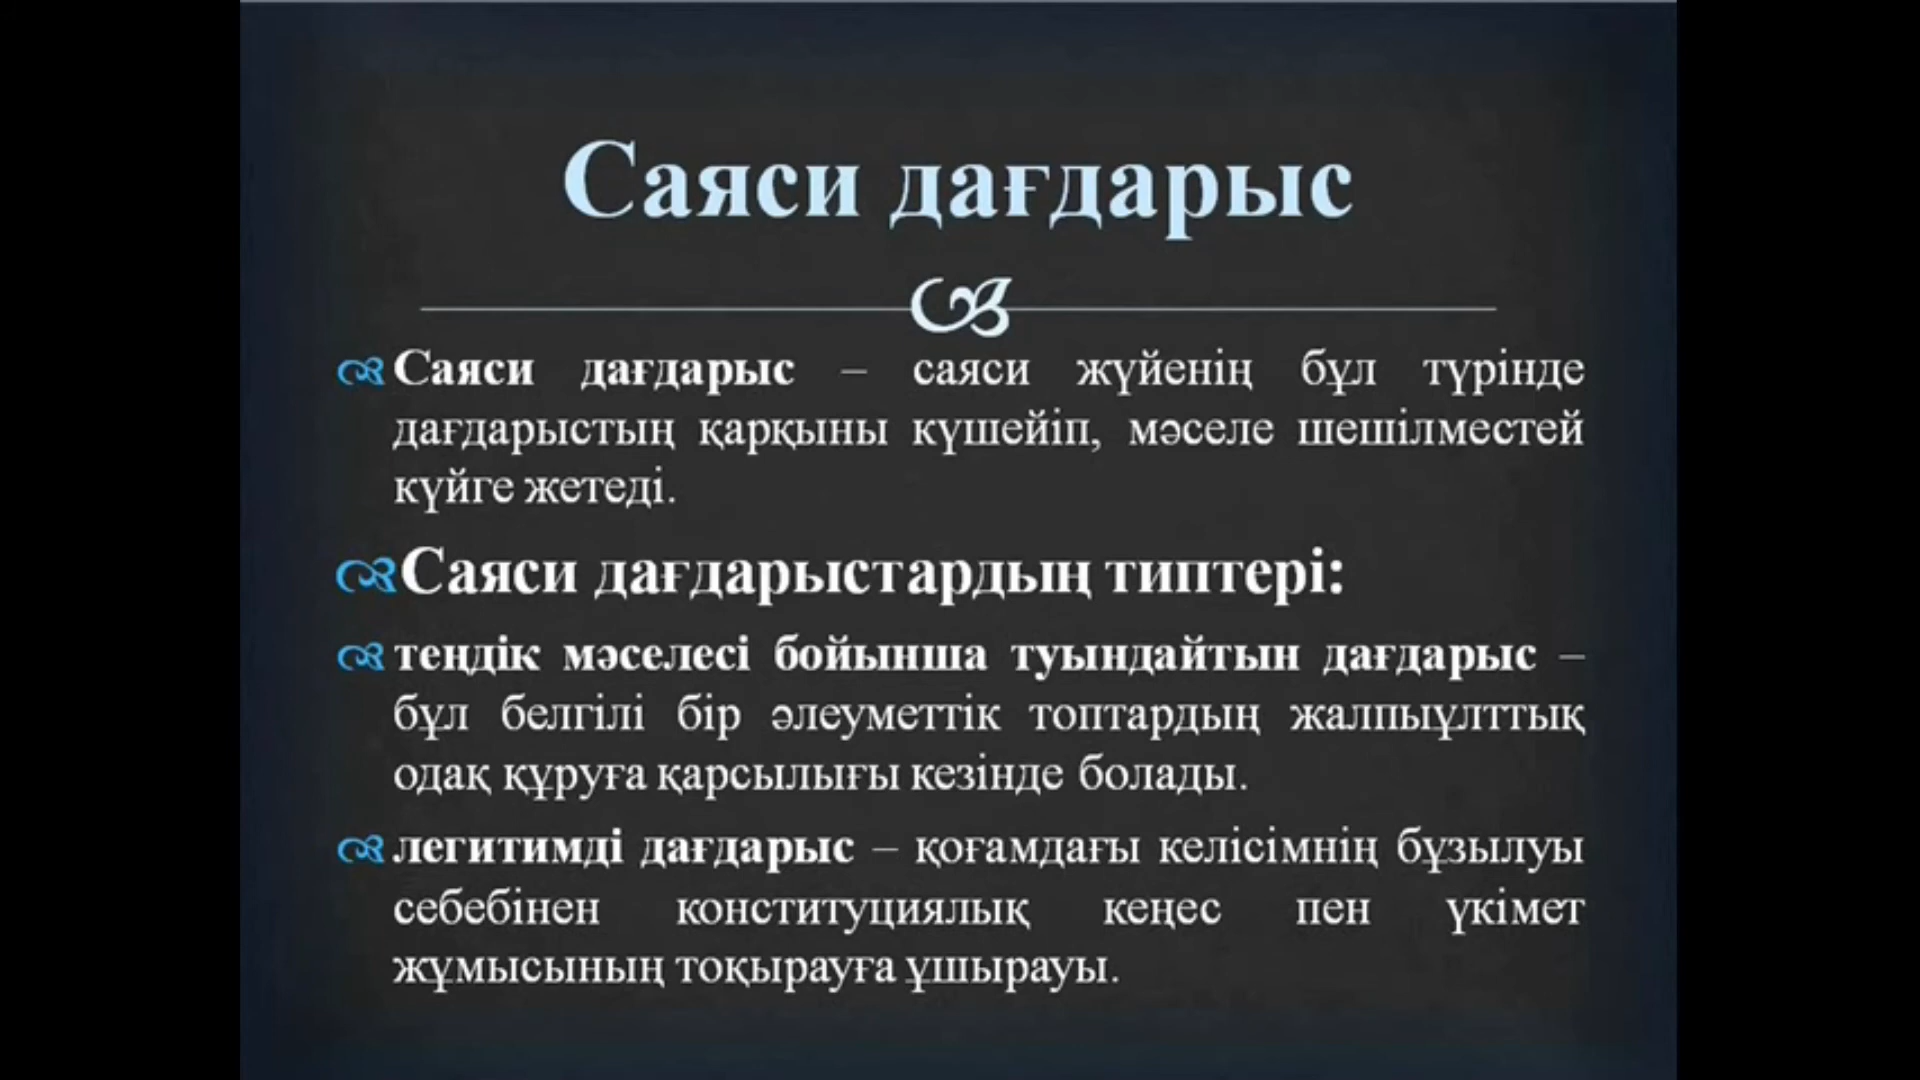 Саяси дағдарыс
Саяси дағдарыс – саяси жүйенің бұл түрінде
дағдарыстың қарқыны күшейіп, мәселе шешілместей
күйге жетеді.
Саяси дағдарыстардың типтері:
теңдік мәселесі бойынша туындайтын дағдарыс –
бұл белгілі бір әлеуметтік топтардың жалпыұлттық
одақ құруға қарсылығы кезінде болады.
легитимді дағдарыс – қоғамдағы келісімнің бұзылуы
себебінен конституциялық кеңес пен үкімет
жұмысының тоқырауға ұшырауы.